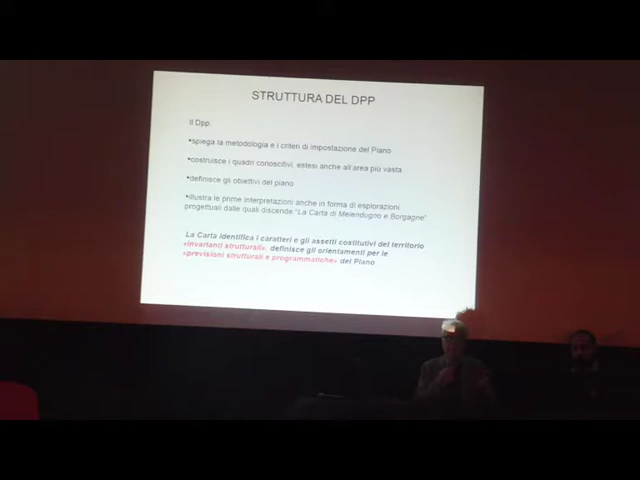 STRUTTURA DEL DPP
Il Dpp:
•spiega la metodologia e i criteri di impostazione del Piano
•costruisce i quadri conoscitivi, estesi anche all'area più vasta
•definisce gli obiettivi del piano
•illustra le prime interpretazioni anche in forma di esplorazioni
progettuali dalle quali discende "La Carta di Melendugno e Borgagne"
La Carta identifica i caratteri e gli assetti costitutivi del territorio
«invarianti strutturali», definisce gli orientamenti per le
«previsioni strutturali e programmatiche» del Piano